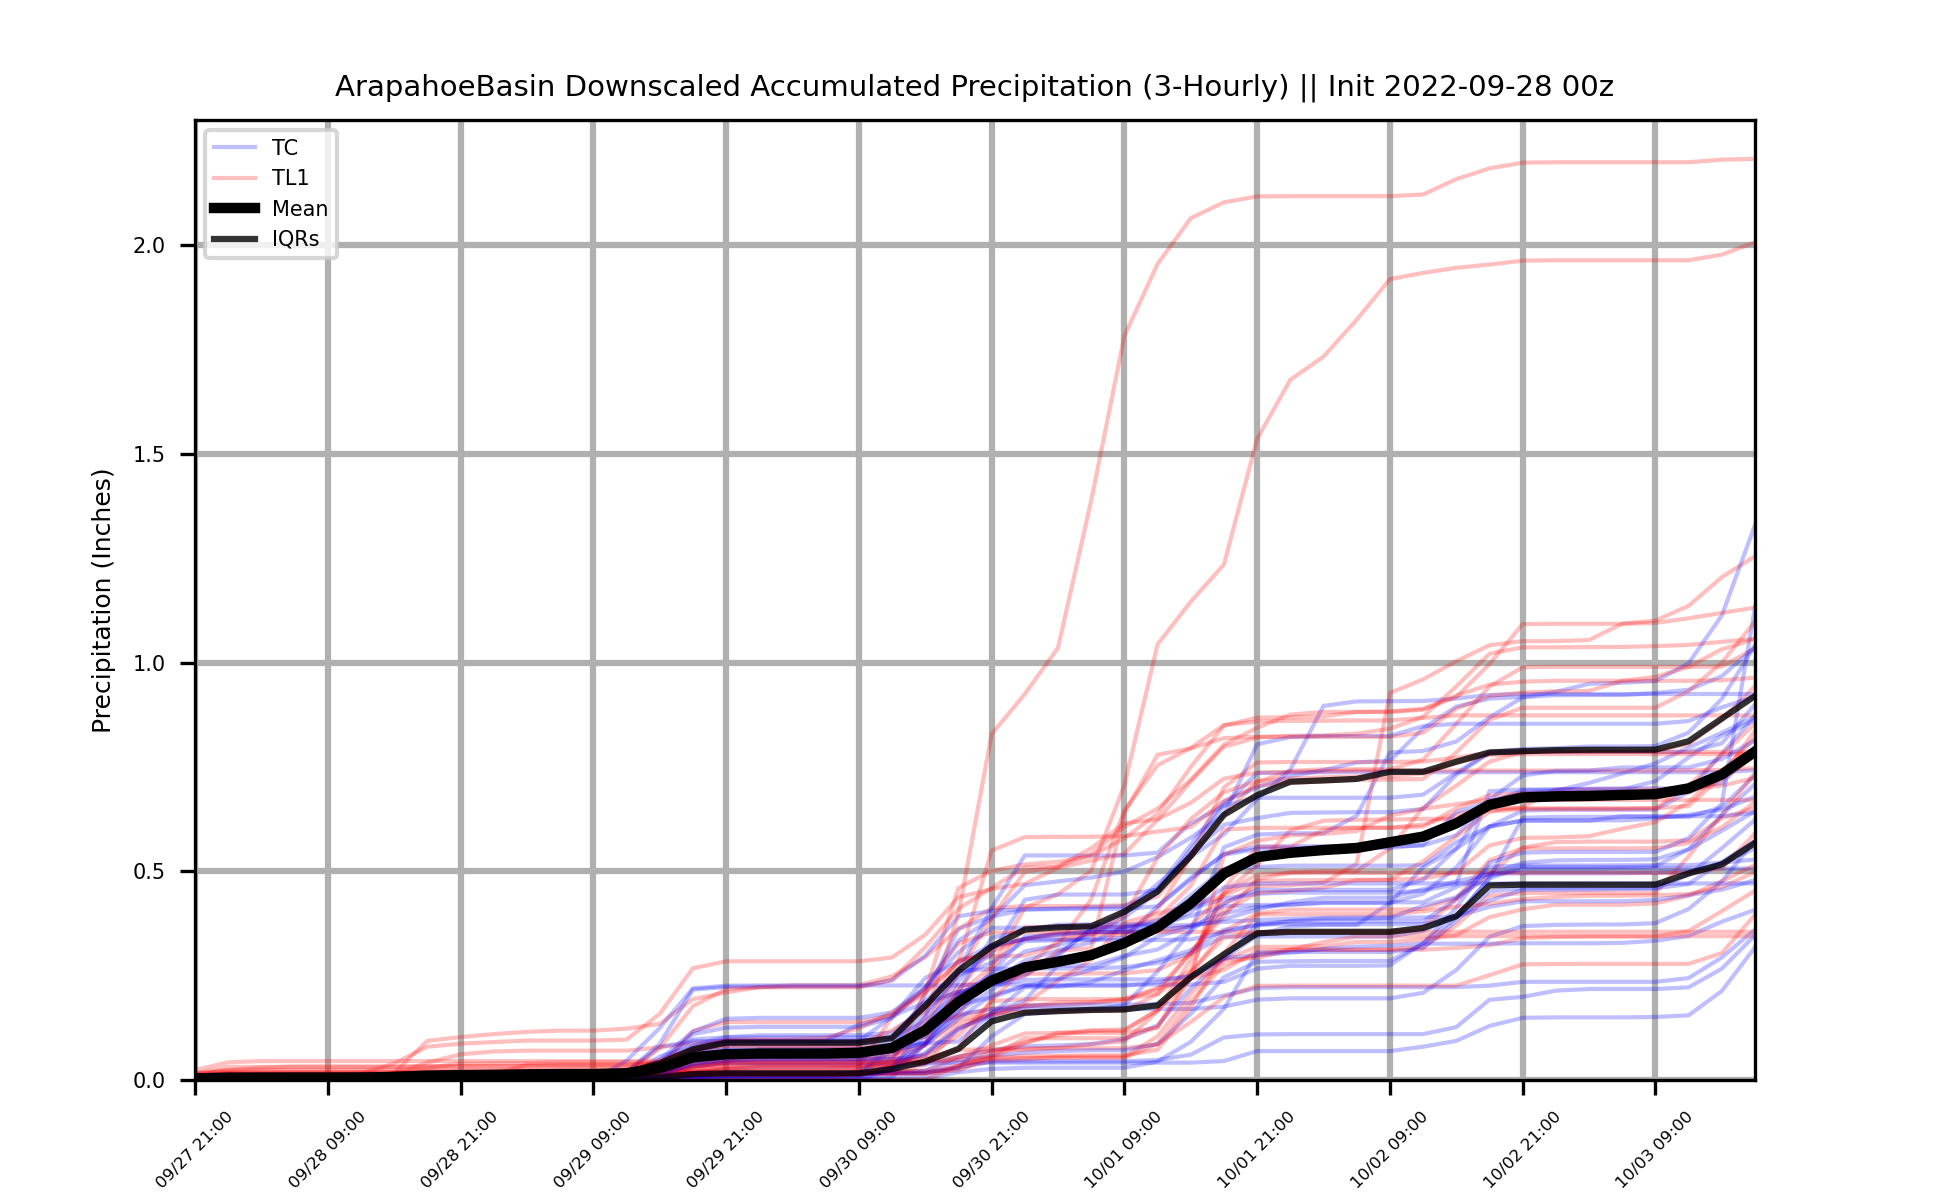 ArapahoeBasin Downscaled Accumulated Precipitation (3-Hourly) || Init 2022-09-28 00z
TC
TL1
Mean
IQRs
Precipitation (Inches)
2.0
1.5
1.0
0.5
0.0
09/27 21:00
09/28 09:00
09/28 21:00
09/29 09:00
09/29 21:00
09/30 09:00
09/30 21:00
10/01 09:00
10/01 21:00
10/02 09:00
10/02 21:00
10/03 09:00